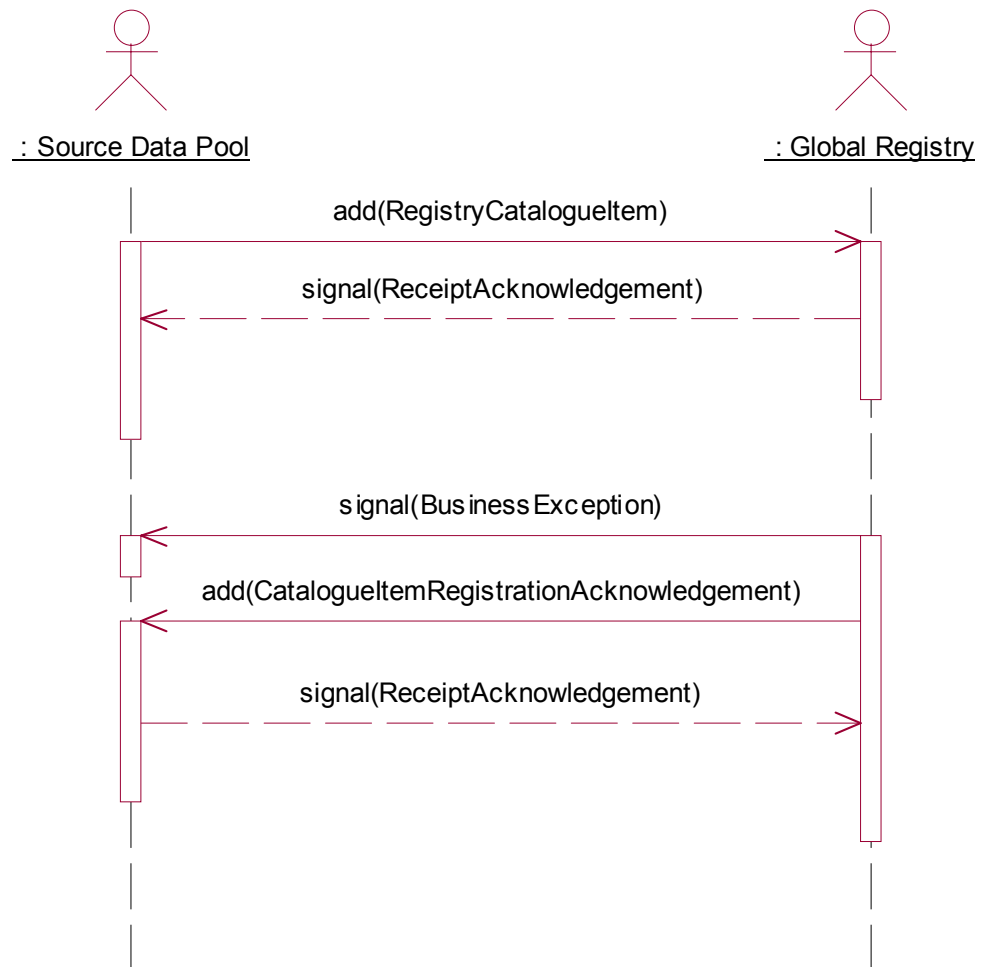 : Source Data Pool
: Global Registry
add(RegistryCatalogueItem)
signal(ReceiptAcknowledgement)
signal(BusinessException)
add(CatalogueItemRegistrationAcknowledgement)
signal(ReceiptAcknowledgement)